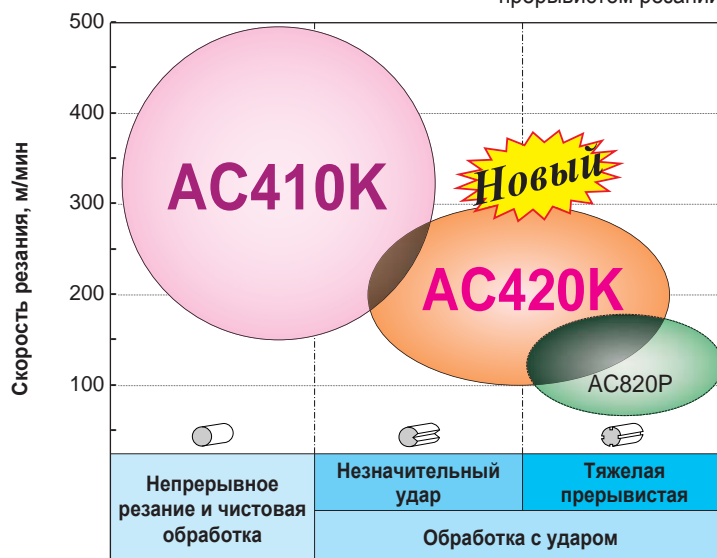 прерывистом резании
500
400
300
200
100
Скорость резания, м/мин
AC410K
Новый
AC420K
AC820P
Непрерывное
резание и чистовая
обработка
Незначительный
удар
Тяжелая
прерывистая
Обработка с ударом